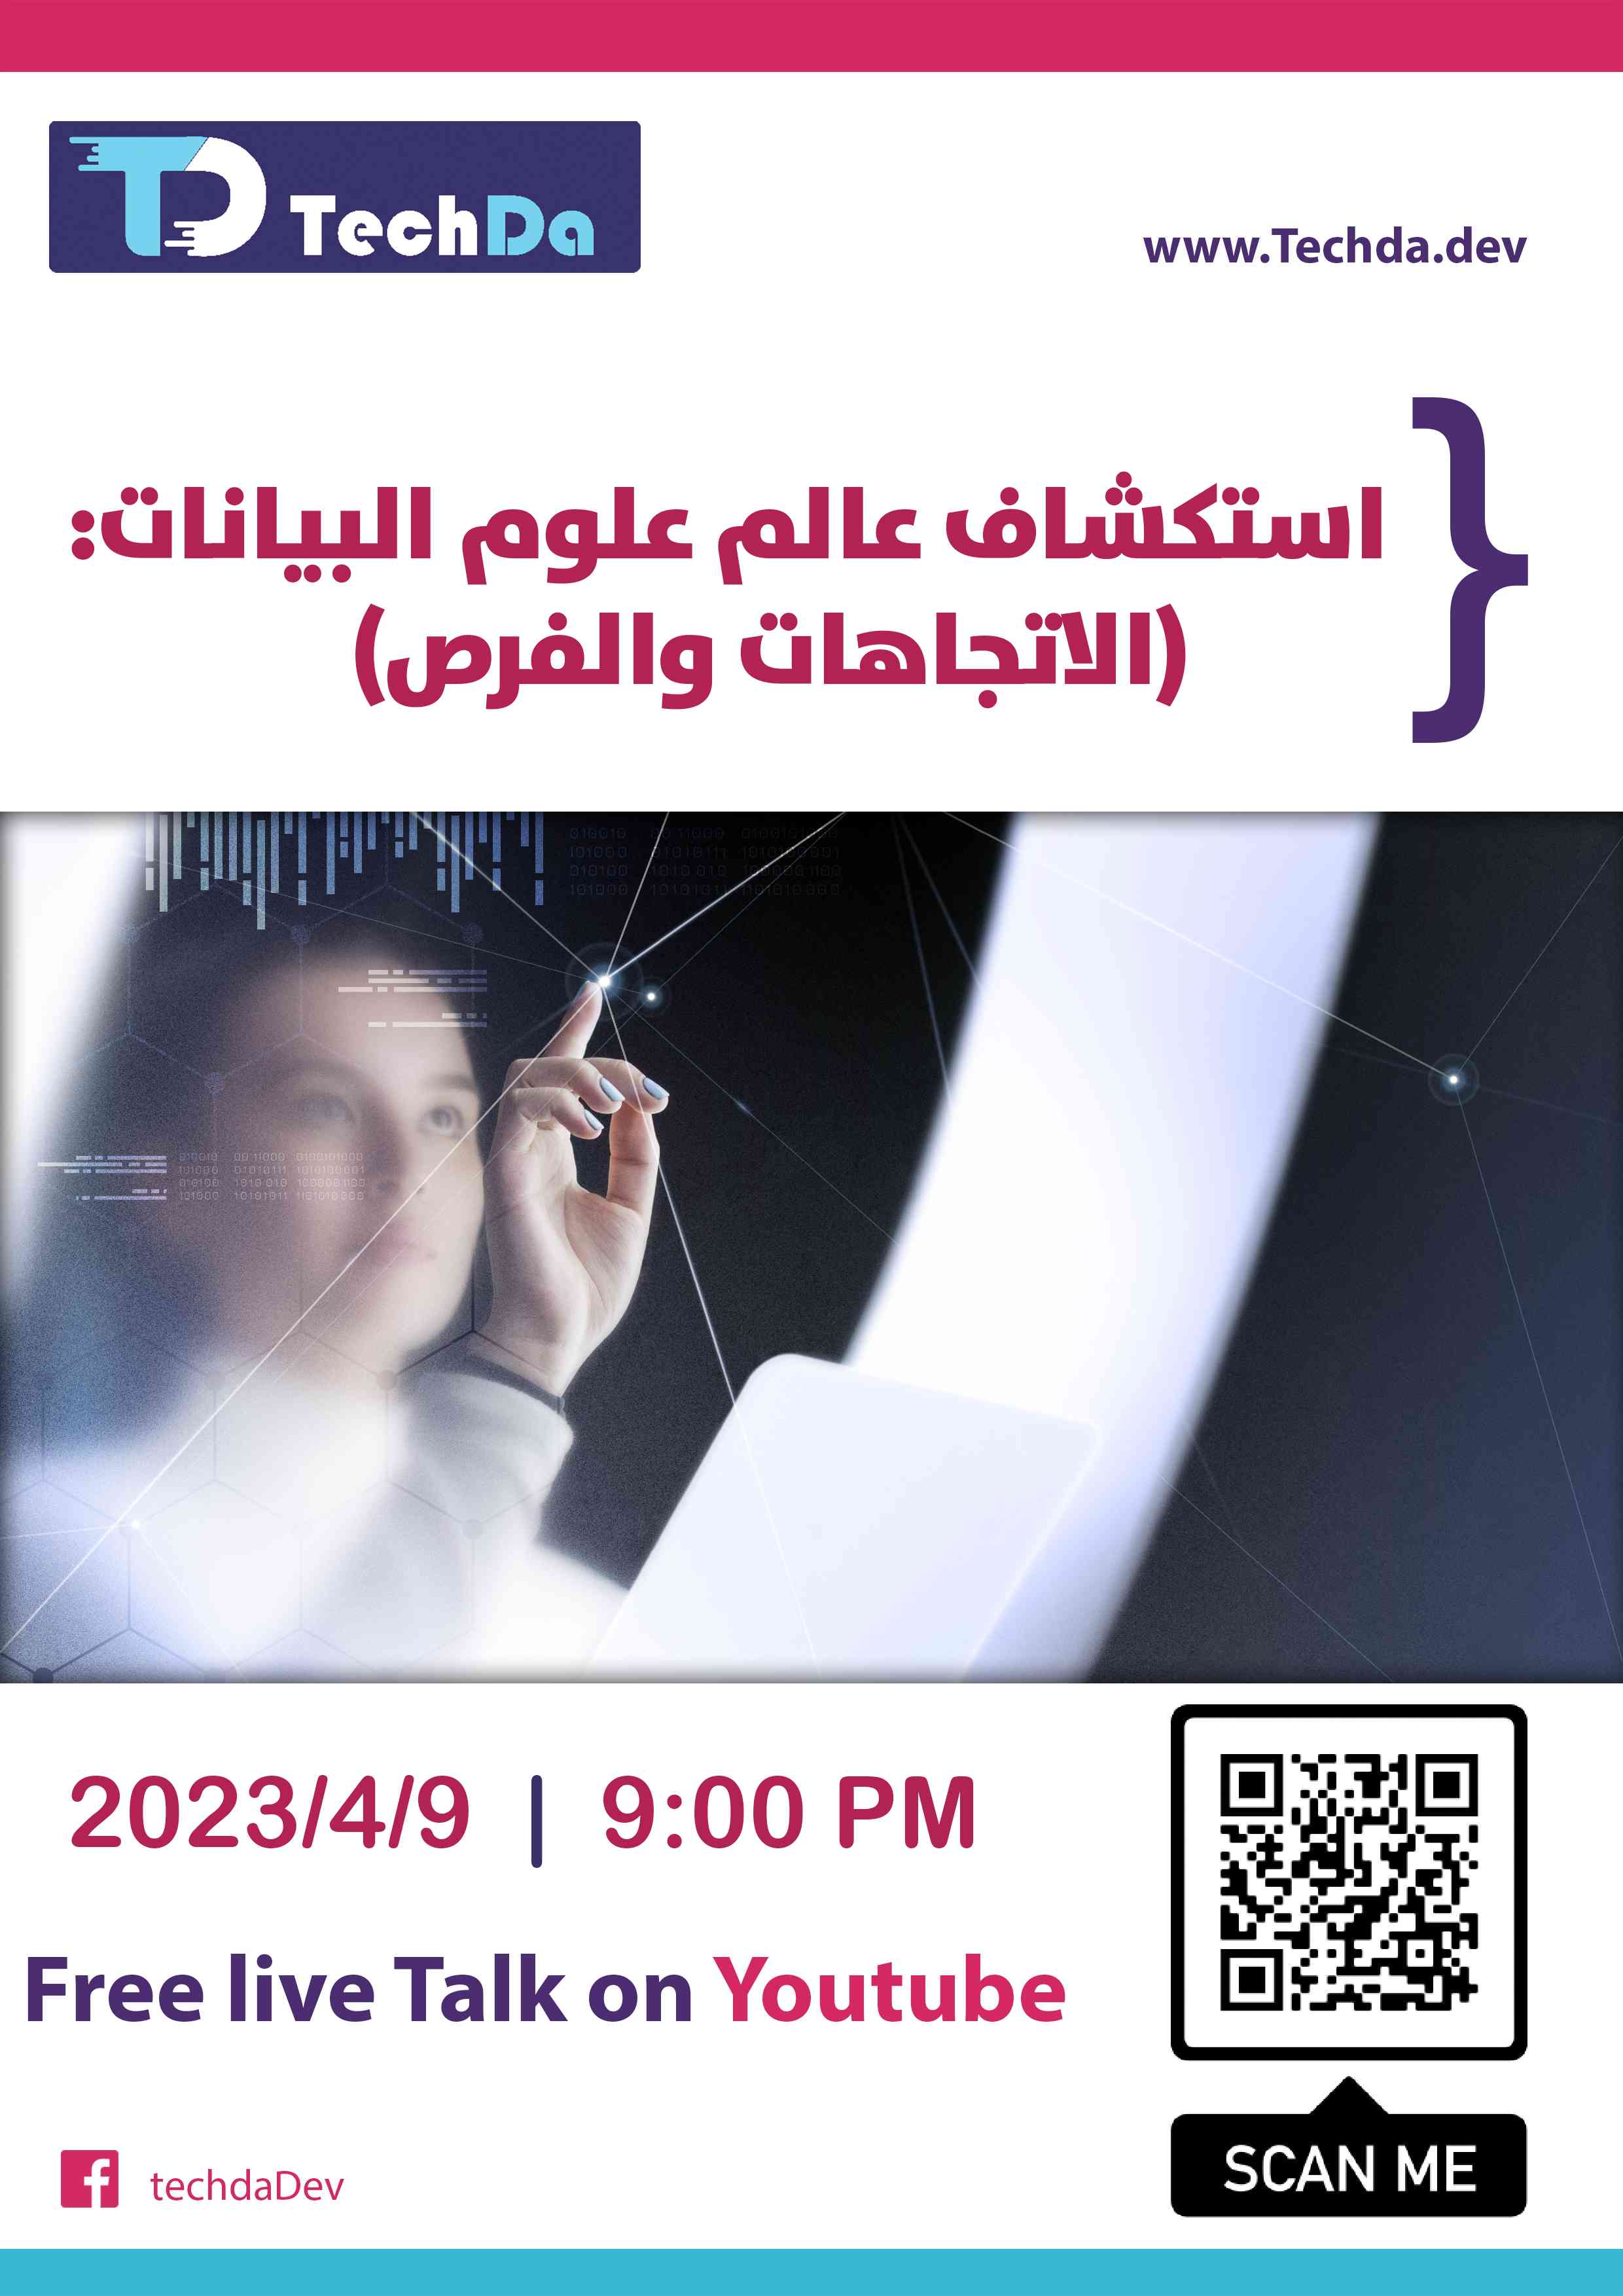 TD TechDa
www.Techda.dev
استكشاف عالم علوم البيانات:
(الاتجاهات والفرص)
2023/4/9 | 9:00 PM
Free live Talk on Youtube
SCAN ME
techdaDev